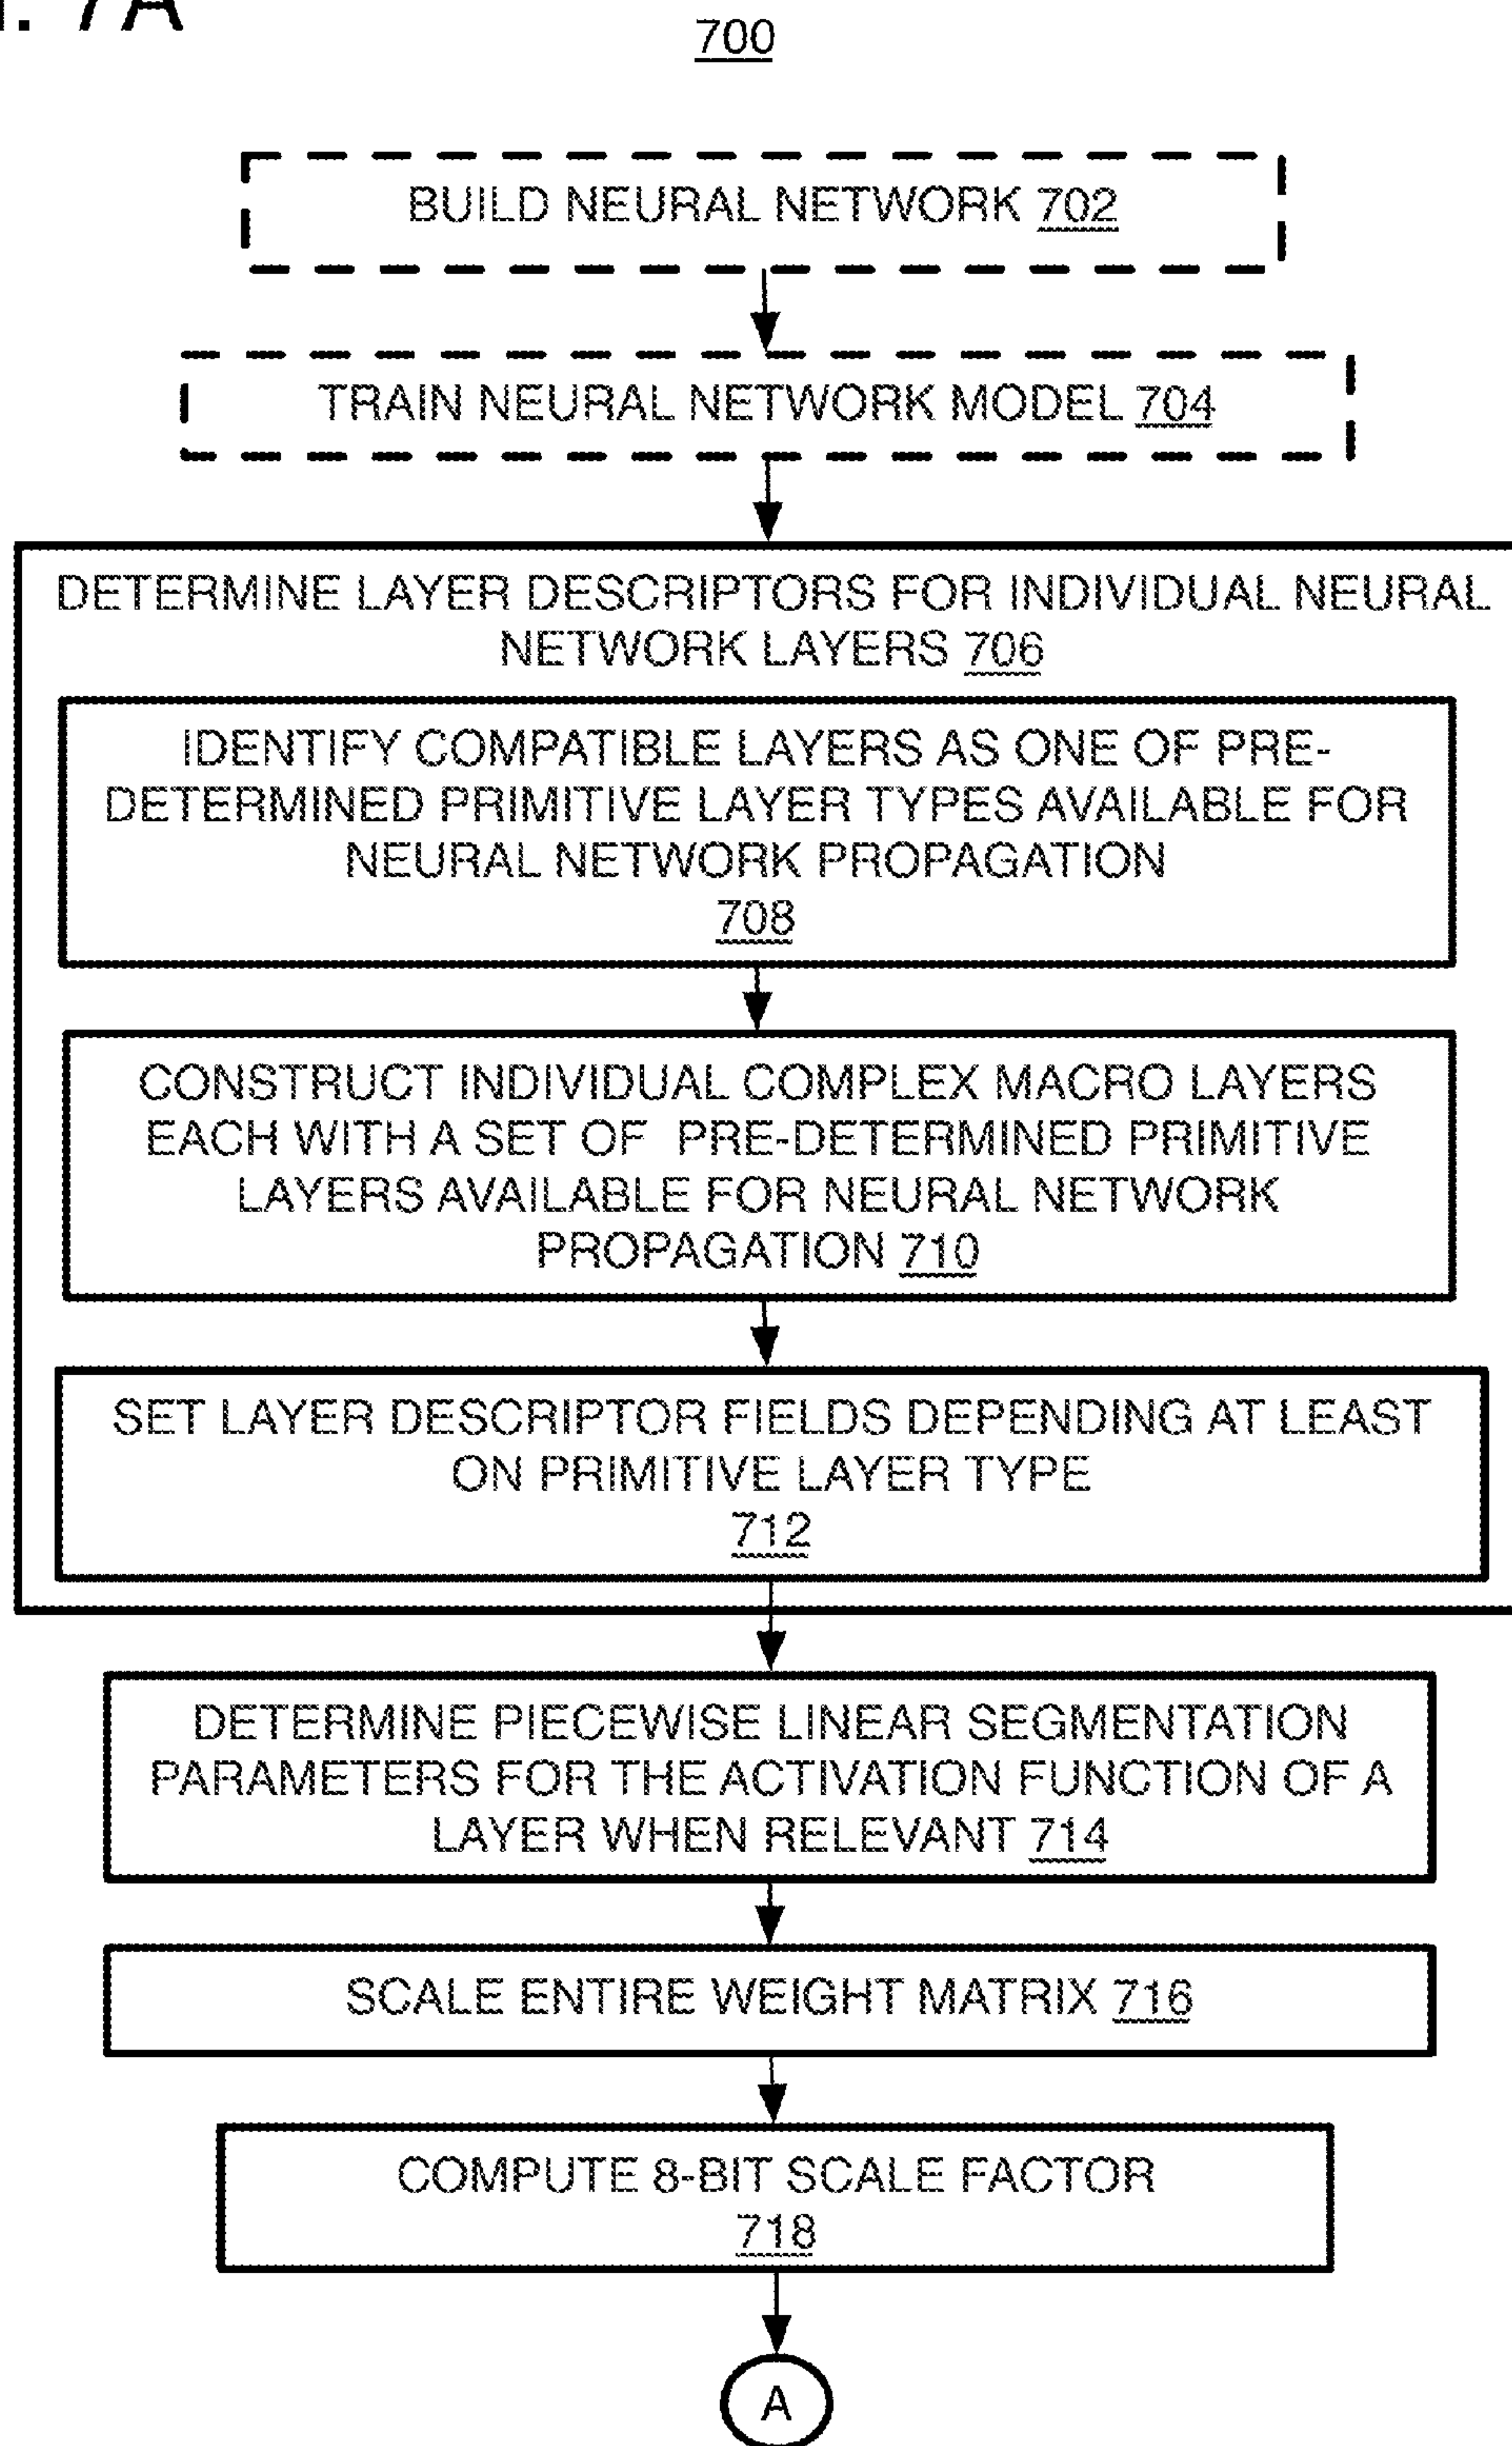 7A
700
BUILD NEURAL NETWORK 702
TRAIN NEURAL NETWORK MODEL 704
DETERMINE LAYER DESCRIPTORS FOR INDIVIDUAL NEURAL
NETWORK LAYERS 706
IDENTIFY COMPATIBLE LAYERS AS ONE OF PRE-
DETERMINED PRIMITIVE LAYER TYPES AVAILABLE FOR
NEURAL NETWORK PROPAGATION
708
CONSTRUCT INDIVIDUAL COMPLEX MACRO LAYERS
EACH WITH A SET OF PRE-DETERMINED PRIMITIVE
LAYERS AVAILABLE FOR NEURAL NETWORK
PROPAGATION 710
SET LAYER DESCRIPTOR FIELDS DEPENDING AT LEAST
ON PRIMITIVE LAYER TYPE
712
DETERMINE PIECEWISE LINEAR SEGMENTATION
PARAMETERS FOR THE ACTIVATION FUNCTION OF A
LAYER WHEN RELEVANT 714
SCALE ENTIRE WEIGHT MATRIX 716
COMPUTE 8-BIT SCALE FACTOR
718
A